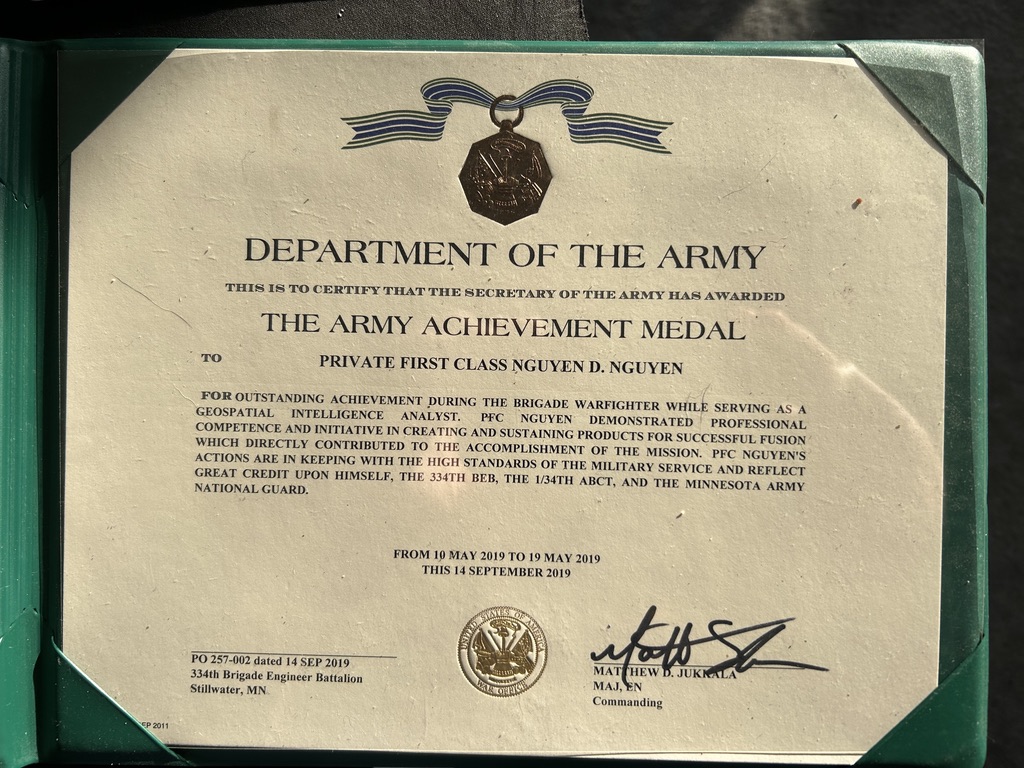 DEPARTMENT OF THE ARMY
THIS IS TO CERTIFY THAT THE SECRETARY OF THE ARMY HAS AWARDED
THE ARMY ACHIEVEMENT MEDAL
TO PRIVATE FIRST CLASS NGUYEN D. NGUYEN
FOR OUTSTANDING ACHIEVEMENT DURING THE BRIGADE WARFIGHTER WHILE SERVING AS A
GEOSPATIAL INTELLIGENCE ANALYST. PFC NGUYEN DEMONSTRATED PROFESSIONAL
COMPETENCE AND INITIATIVE IN CREATING AND SUSTAINING PRODUCTS FOR SUCCESSFUL FUSION
WHICH DIRECTLY CONTRIBUTED TO THE ACCOMPLISHMENT OF THE MISSION. PFC NGUYEN'S
ACTIONS ARE IN KEEPING WITH THE HIGH STANDARDS OF THE MILITARY SERVICE AND REFLECT
GREAT CREDIT UPON HIMSELF, THE 334TH BEB, THE 1/34TH ABCT, AND THE MINNESOTA ARMY
NATIONAL GUARD.
FROM 10 MAY 2019 TO 19 MAY 2019
THIS 14 SEPTEMBER 2019
UNITED STATES OF AMERICA
WAR OFFICE
PO 257-002 dated 14 SEP 2019
334th Brigade Engineer Battalion
Stillwater, MN
MATTHEW D. JUKKALA
MAJ, EN
Commanding
EP 2011